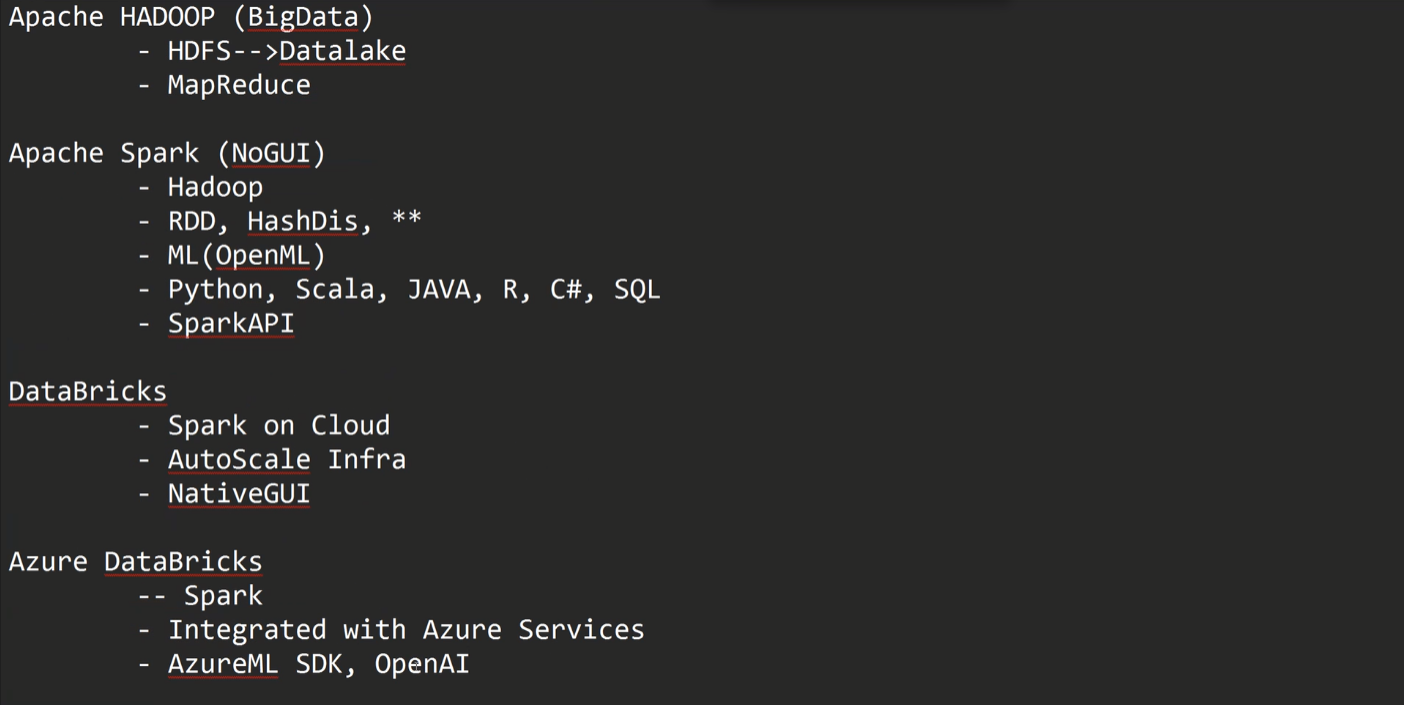 Apache HADOOP (BigData)
- HDFS-->Datalake
- MapReduce
Apache Spark (NoGUI)
- Hadoop
- RDD, HashDis, **
- ML(OpenML)
- Python, Scala, JAVA, R, C#, SQL
- SparkAPI
DataBricks
- Spark on Cloud
- AutoScale Infra
- NativeGUI
Azure DataBricks
-- Spark
- Integrated with Azure Services
- AzureML SDK, OpenAI